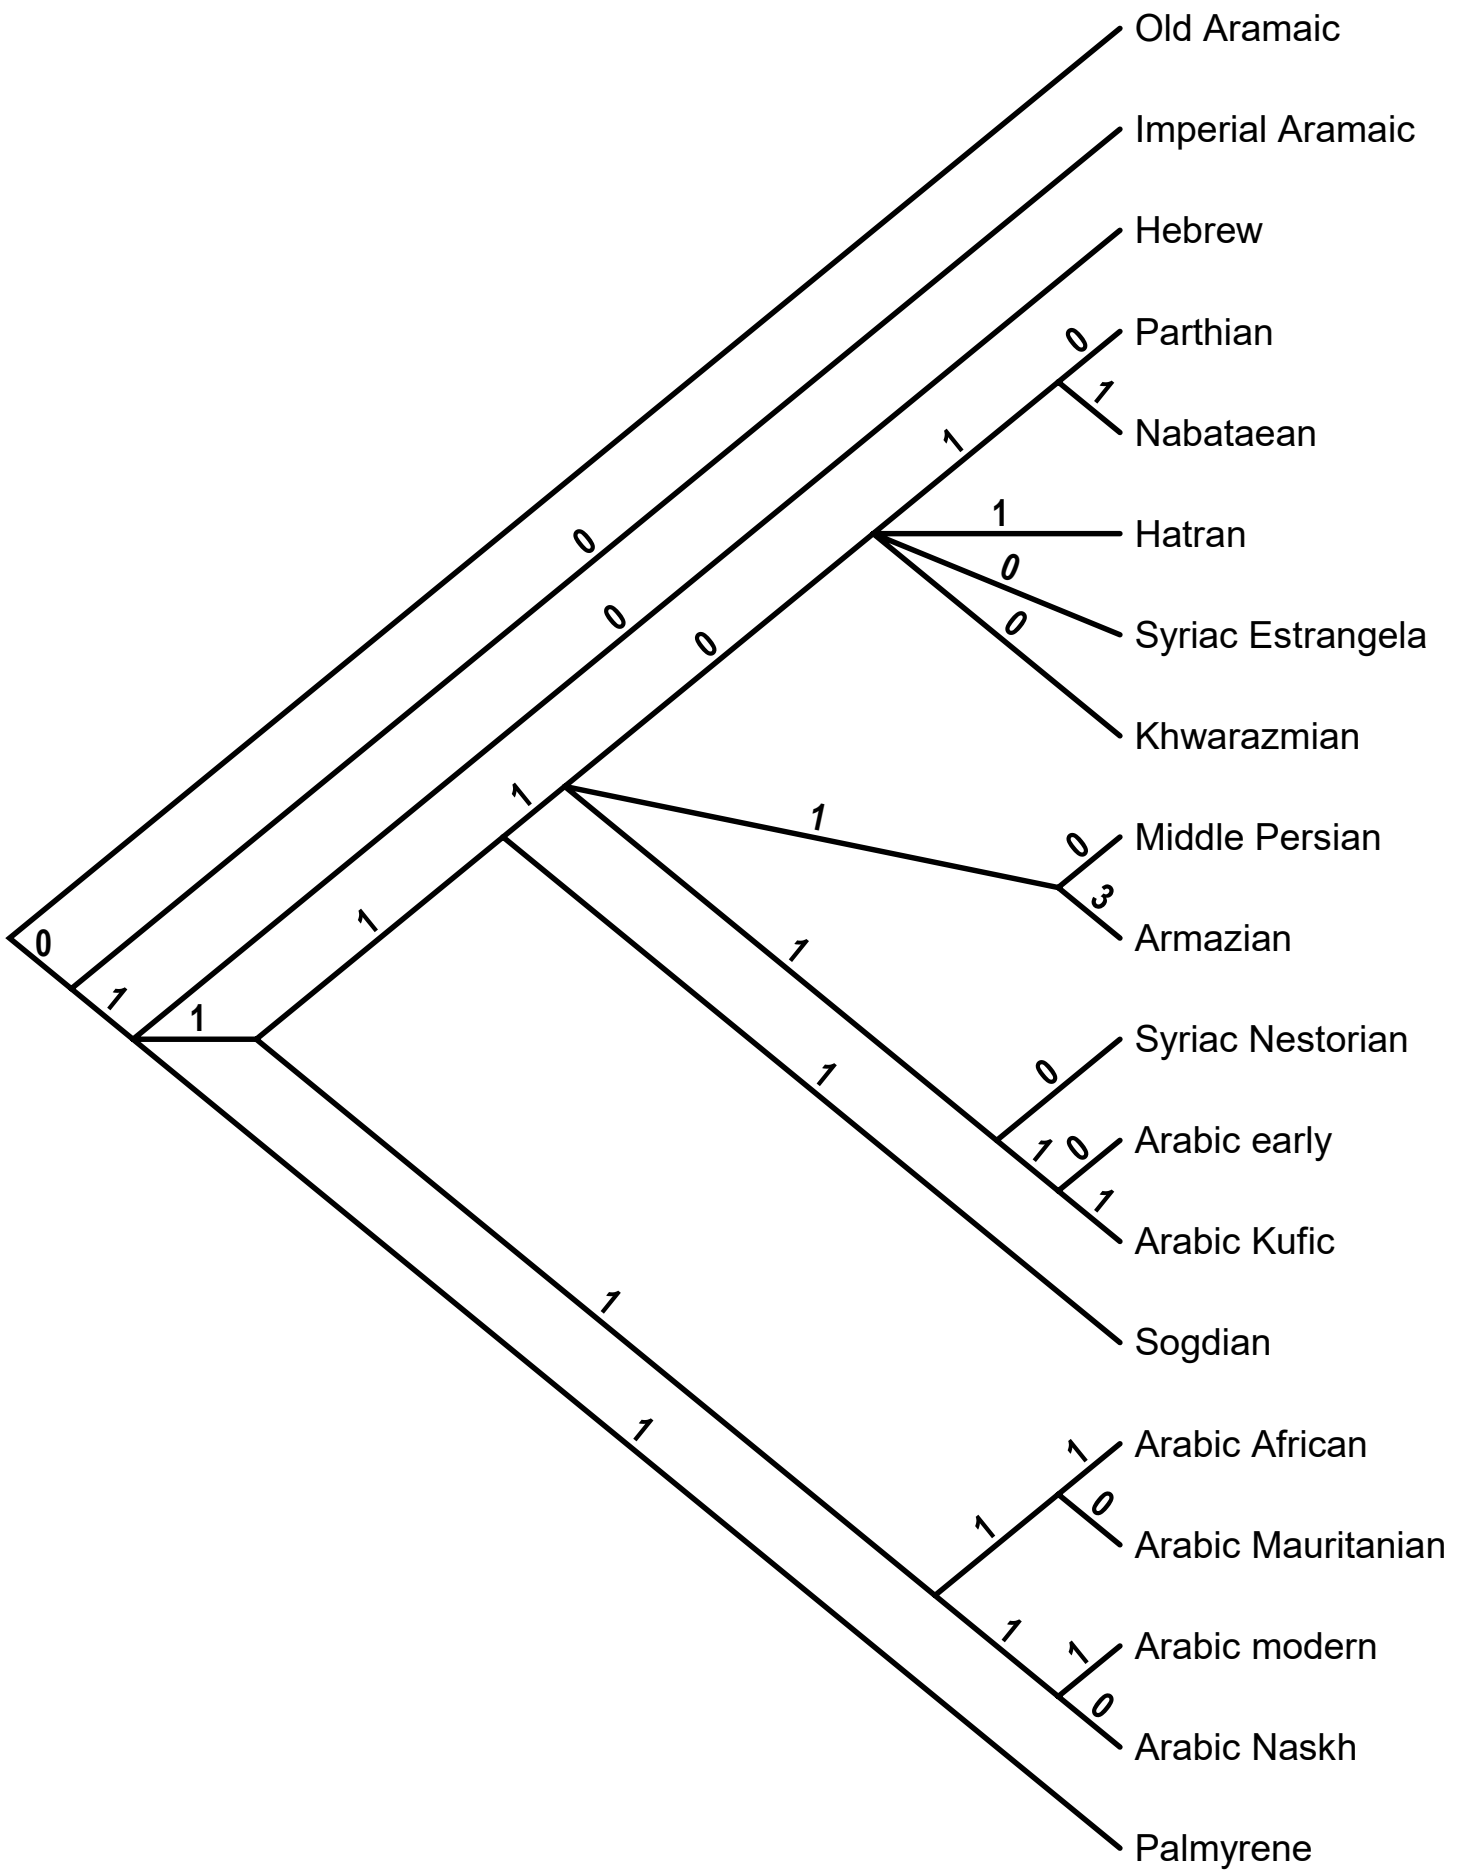 Old Aramaic
Imperial Aramaic
Hebrew
0
Parthian
1
Nabataean
1
1
Hatran
0
0
0
Syriac Estrangela
0
0
0
Khwarazmian
1
1
0
Middle Persian
3
1
0
Armazian
1
1
1
0
Syriac Nestorian
1
1
0
Arabic early
1
Arabic Kufic
1
Sogdian
1
1
Arabic African
0
1
Arabic Mauritanian
1
1
Arabic modern
0
Arabic Naskh
Palmyrene